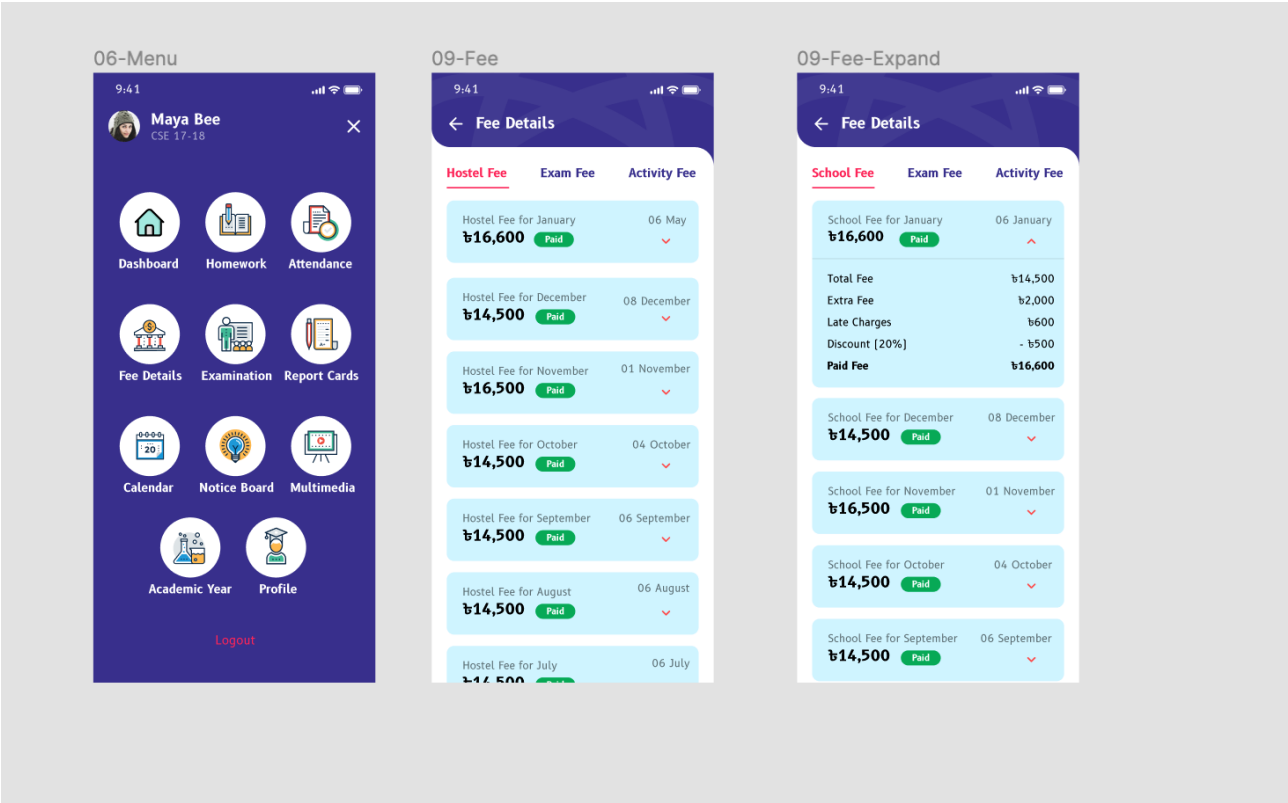 06-Menu
9:41
Maya Bee
CSE 17-18
Dashboard Homework Attendance
Fee Details Examination Report Cards
20
Calendar Notice Board Multimedia
Academic Year Profile
Logout
09-Fee
9:41
Fee Details
Hostel Fee Exam Fee Activity Fee
Hostel Fee for January 06 May
৳16,600 Paid
Hostel Fee for December 08 December
৳14,500 Paid
Hostel Fee for November 01 November
৳16,500 Paid
Hostel Fee for October 04 October
৳14,500 Paid
Hostel Fee for September 06 September
৳14,500 Paid
Hostel Fee for August 06 August
৳14,500 Paid
Hostel Fee for July 06 July
৳14,500 Paid
09-Fee-Expand
9:41
Fee Details
School Fee Exam Fee Activity Fee
School Fee for January 06 January
৳16,600 Paid
Total Fee ৳14,500
Extra Fee ৳2,000
Late Charges ৳600
Discount (20%) - ৳500
Paid Fee ৳16,600
School Fee for December 08 December
৳14,500 Paid
School Fee for November 01 November
৳16,500 Paid
School Fee for October 04 October
৳14,500 Paid
School Fee for September 06 September
৳14,500 Paid